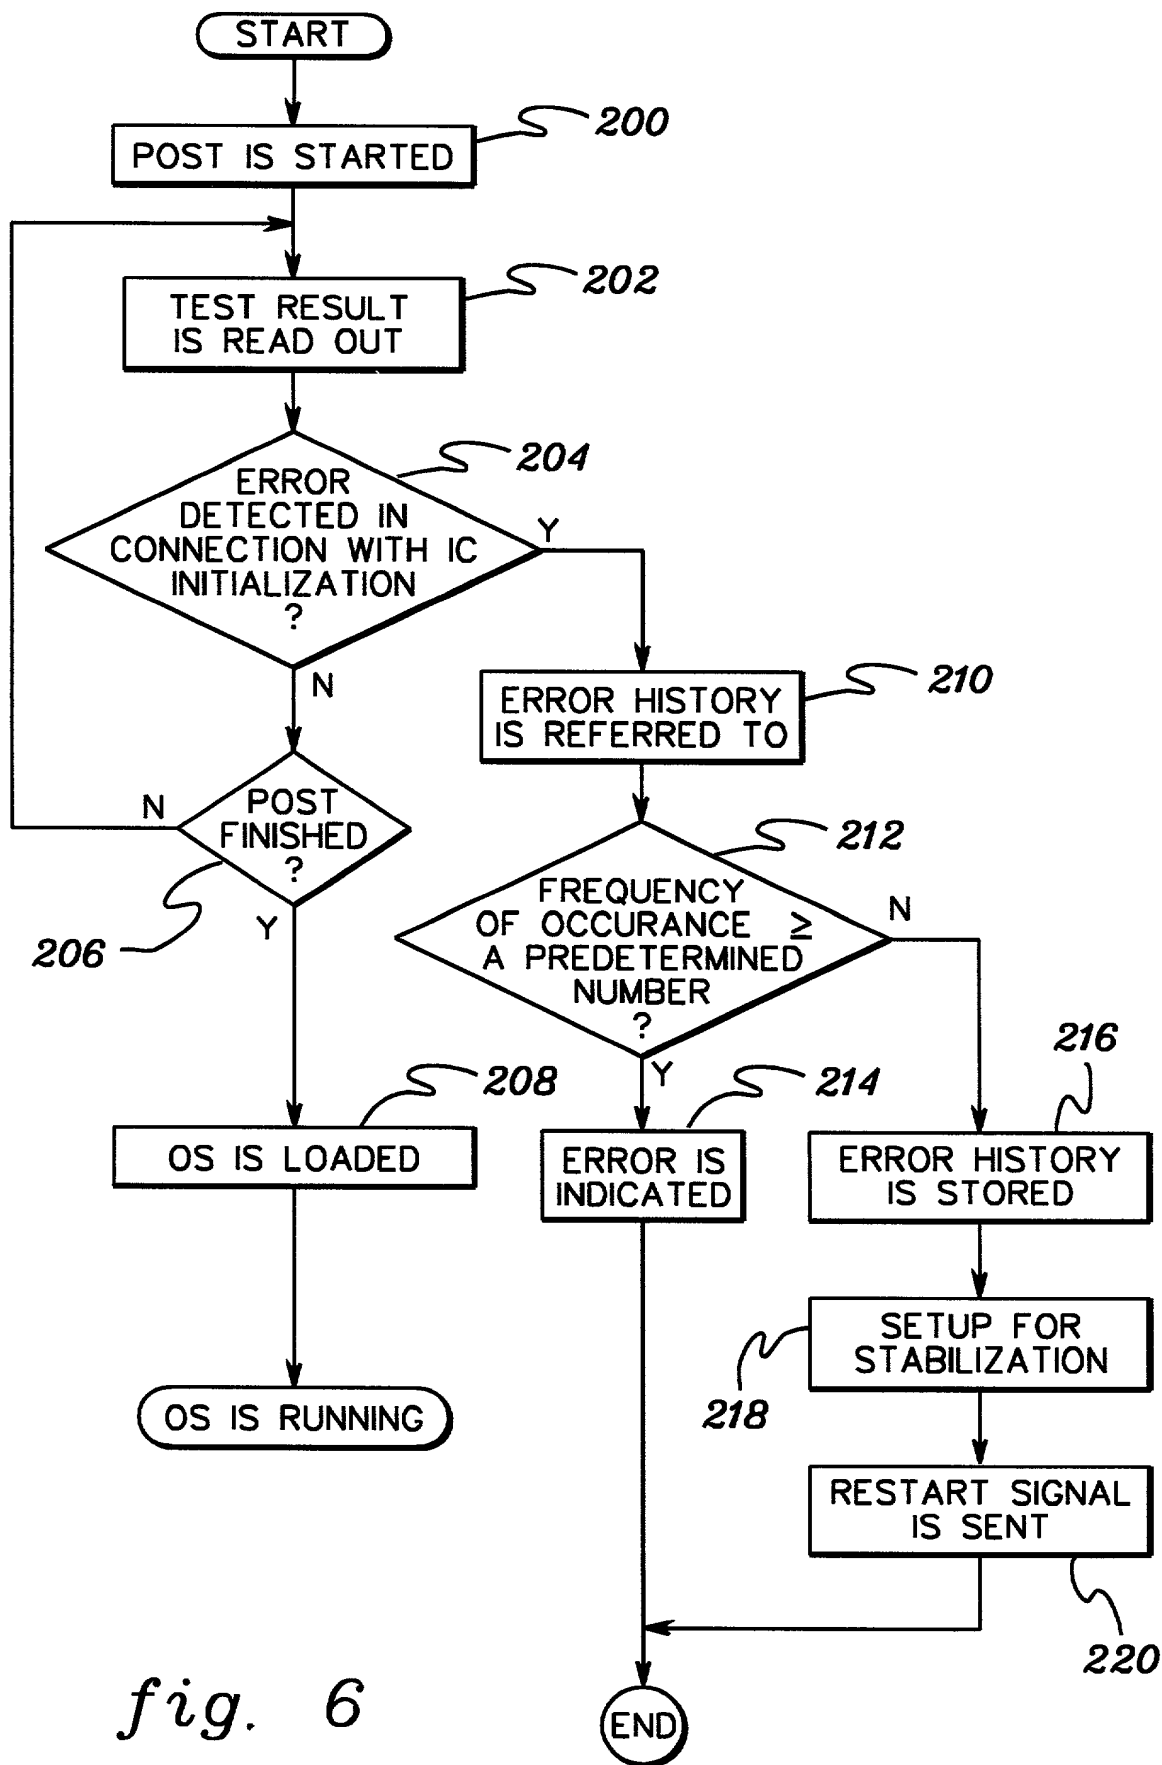 START
200
POST IS STARTED
202
TEST RESULT
IS READ OUT
204
ERROR
DETECTED IN
CONNECTION WITH IC
INITIALIZATION
?
Y
N
210
ERROR HISTORY
IS REFERRED TO
N
POST
FINISHED
?
Y
206
212
FREQUENCY
OF OCCURANCE ≥
A PREDETERMINED
NUMBER
?
N
Y
208
OS IS LOADED
214
ERROR IS
INDICATED
216
ERROR HISTORY
IS STORED
218
SETUP FOR
STABILIZATION
OS IS RUNNING
RESTART SIGNAL
IS SENT
220
END
fig. 6